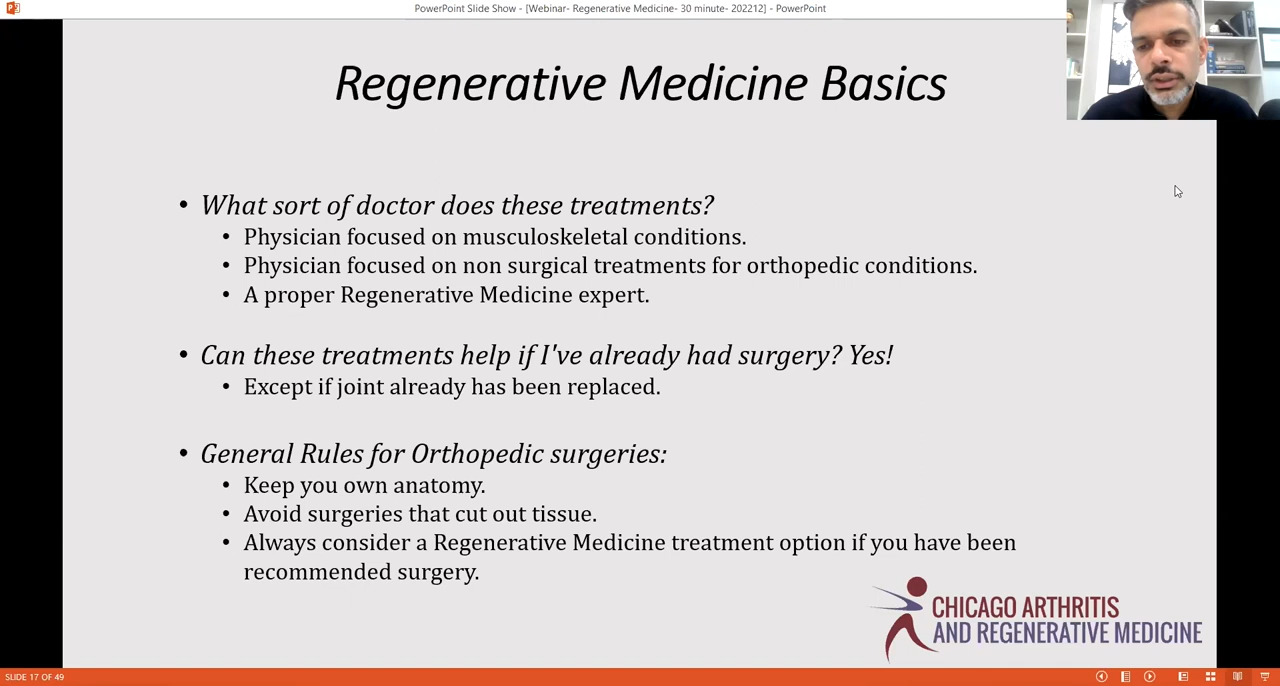 PowerPoint Slide Show - [Webinar- Regenerative Medicine- 30 minute- 202212] - PowerPoint
Regenerative Medicine Basics
• What sort of doctor does these treatments?
• Physician focused on musculoskeletal conditions.
• Physician focused on non surgical treatments for orthopedic conditions.
• A proper Regenerative Medicine expert.
• Can these treatments help if I've already had surgery? Yes!
• Except if joint already has been replaced.
• General Rules for Orthopedic surgeries:
• Keep you own anatomy.
• Avoid surgeries that cut out tissue.
• Always consider a Regenerative Medicine treatment option if you have been
recommended surgery.
CHICAGO ARTHRITIS
AND REGENERATIVE MEDICINE
SLIDE 17 OF 49